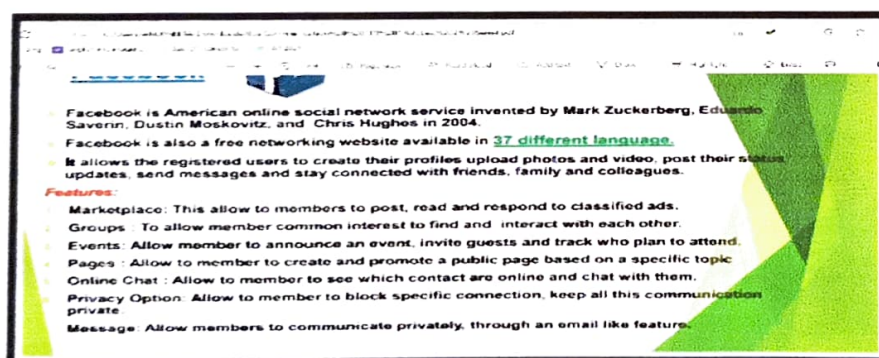 Facebook
Facebook is American online social network service invented by Mark Zuckerberg, Eduardo
Saverin, Dustin Moskovitz, and Chris Hughes in 2004.
Facebook is also a free networking website available in 37 different language.
It allows the registered users to create their profiles upload photos and video, post their status
updates, send messages and stay connected with friends, family and colleagues.
Features:
Marketplace: This allow to members to post, read and respond to classified ads.
Groups : To allow member common interest to find and interact with each other.
Events: Allow member to announce an event, invite guests and track who plan to attend.
Pages : Allow to member to create and promote a public page based on a specific topic
Online Chat : Allow to member to see which contact are online and chat with them.
Privacy Option: Allow to member to block specific connection, keep all this communication
private.
Message: Allow members to communicate privately, through an email like feature.